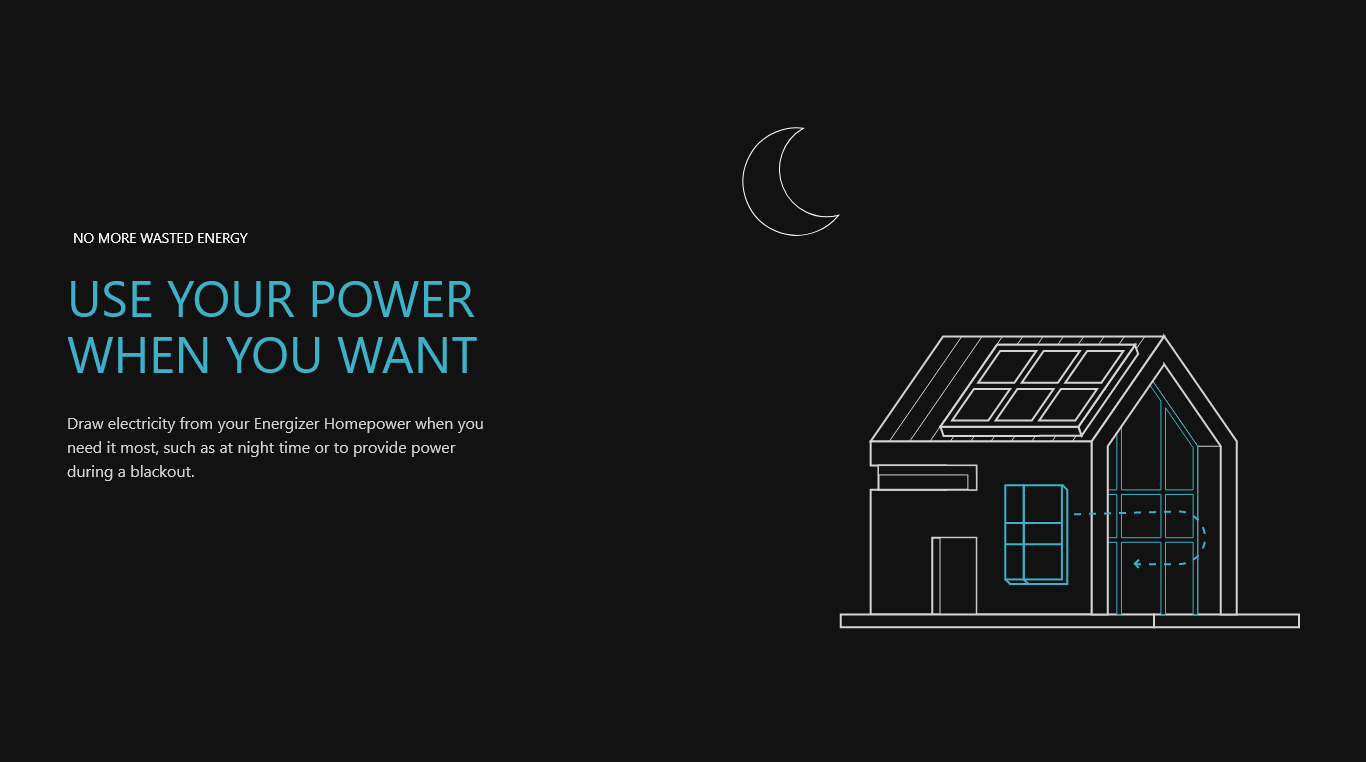 NO MORE WASTED ENERGY
USE YOUR POWER
WHEN YOU WANT
Draw electricity from your Energizer Homepower when you
need it most, such as at night time or to provide power
during a blackout.